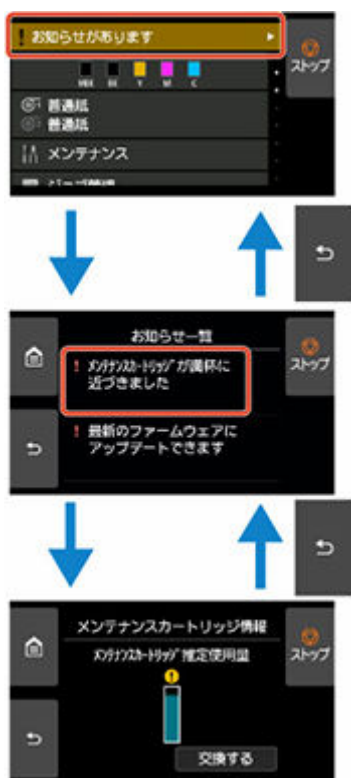 ! お知らせがあります
ストップ
MBK BK Y M C
普通紙
普通紙
メンテナンス
お知らせ一覧
ストップ
! メンテナンスカートリッジが満杯に
近づきました
! 最新のファームウェアに
アップデートできます
メンテナンスカートリッジ情報
ストップ
メンテナンスカートリッジ推定使用量
!
交換する